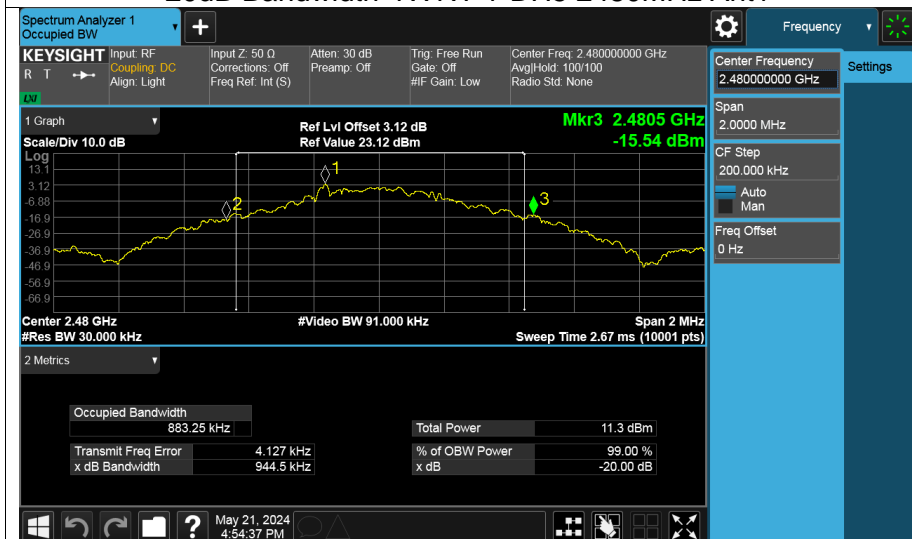 Spectrum Analyzer 1
Occupied BW
Frequency
KEYSIGHT
R T
LXI
Input: RF
Coupling: DC
Align: Light
Input Z: 50 Ω
Corrections: Off
Freq Ref: Int (S)
Atten: 30 dB
Preamp: Off
Trig: Free Run
Gate: Off
#IF Gain: Low
Center Freq: 2.480000000 GHz
Avg|Hold: 100/100
Radio Std: None
1 Graph
Scale/Div 10.0 dB
Ref Lvl Offset 3.12 dB
Ref Value 23.12 dBm
Mkr3 2.4805 GHz
-15.54 dBm
Log
13.1
3.12
-6.88
-16.9
-26.9
-36.9
-46.9
-56.9
-66.9
1
2
3
Center 2.48 GHz
#Res BW 30.000 kHz
#Video BW 91.000 kHz
Span 2 MHz
Sweep Time 2.67 ms (10001 pts)
2 Metrics
Occupied Bandwidth
883.25 kHz
Transmit Freq Error 4.127 kHz
x dB Bandwidth 944.5 kHz
Total Power 11.3 dBm
% of OBW Power 99.00 %
x dB -20.00 dB
Center Frequency
2.480000000 GHz
Settings
Span
2.0000 MHz
CF Step
200.000 kHz
Auto
Man
Freq Offset
0 Hz
?
May 21, 2024
4:54:37 PM